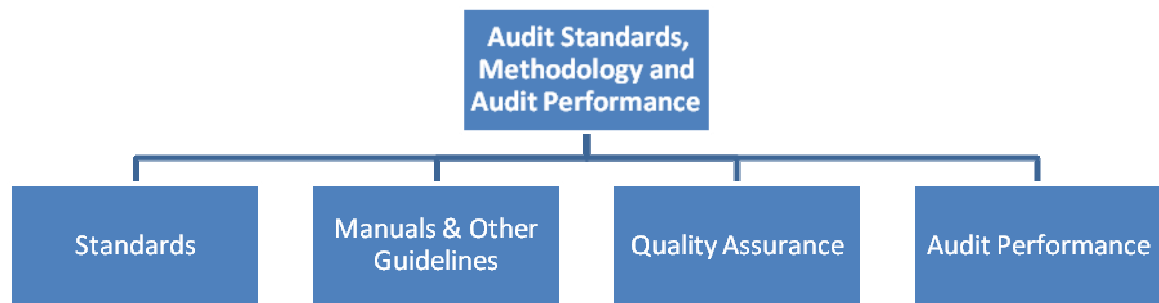 Audit Standards,
Methodology and
Audit Performance
Standards
Manuals & Other
Guidelines
Quality Assurance
Audit Performance